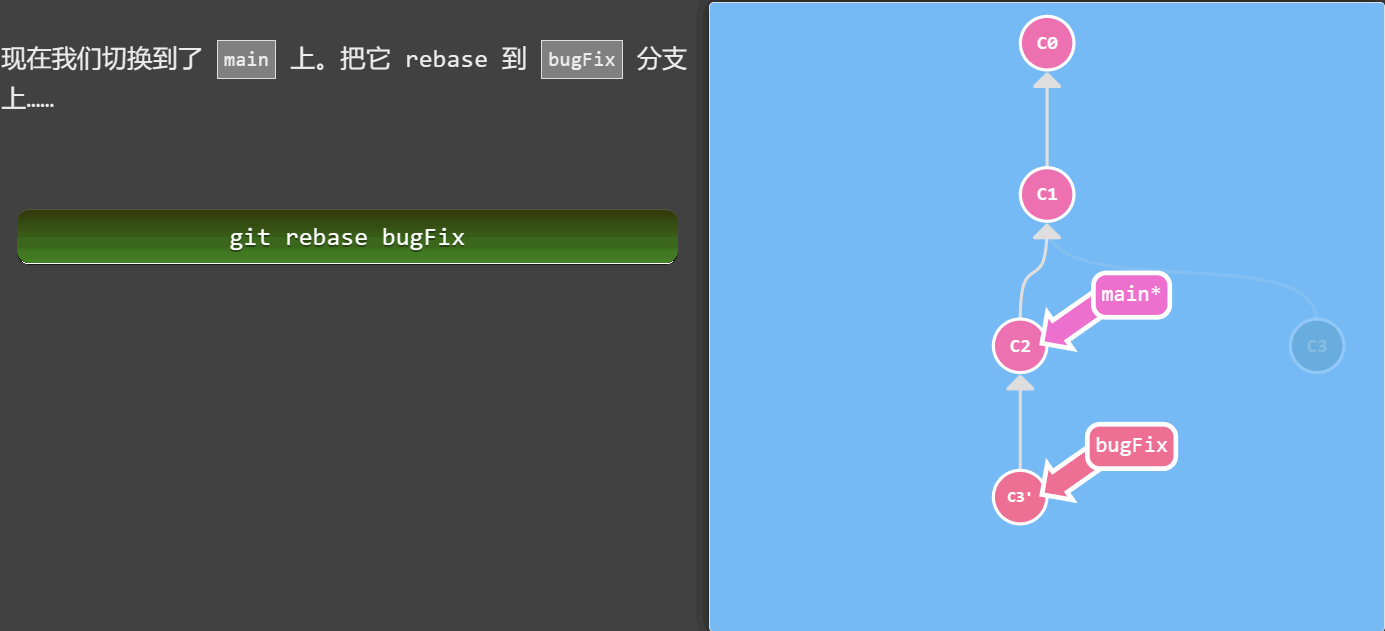 现在我们切换到了 main 上。把它 rebase 到 bugFix 分支
上……
git rebase bugFix
C0
C1
main*
C2
C3
bugFix
C3'